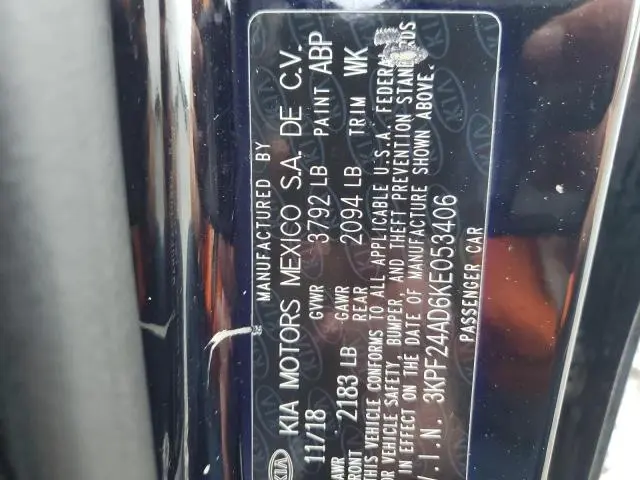 MANUFACTURED BY
KIA KIA MOTORS MEXICO S.A. DE C.V.
11/18 GVWR 3792 LB PAINT ABP
GAWR FRONT 2183 LB GAWR REAR 2094 LB TRIM WK
THIS VEHICLE CONFORMS TO ALL APPLICABLE U.S.A. FEDERAL
VEHICLE SAFETY, BUMPER, AND THEFT PREVENTION STANDARDS
IN EFFECT ON THE DATE OF MANUFACTURE SHOWN ABOVE.
V.I.N. 3KPF24AD6KE053406
PASSENGER CAR